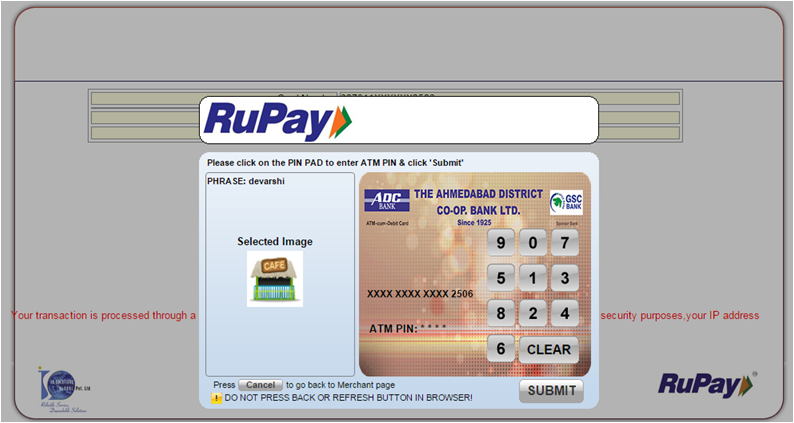 RuPay
Please click on the PIN PAD to enter ATM PIN & click 'Submit'
PHRASE: devarshi
Selected Image
CAFE
ADC
BANK
THE AHMEDABAD DISTRICT
CO-OP. BANK LTD.
Since 1925
GSC
BANK
ATM-cum-Debit Card
Sponsor Bank
9 0 7
5 1 3
XXXX XXXX XXXX 2506
8 2 4
ATM PIN: * * * *
6 CLEAR
Your transaction is processed through a
security purposes,your IP address
Press Cancel to go back to Merchant page
DO NOT PRESS BACK OR REFRESH BUTTON IN BROWSER!
SUBMIT
Pvt. Ltd
RuPay